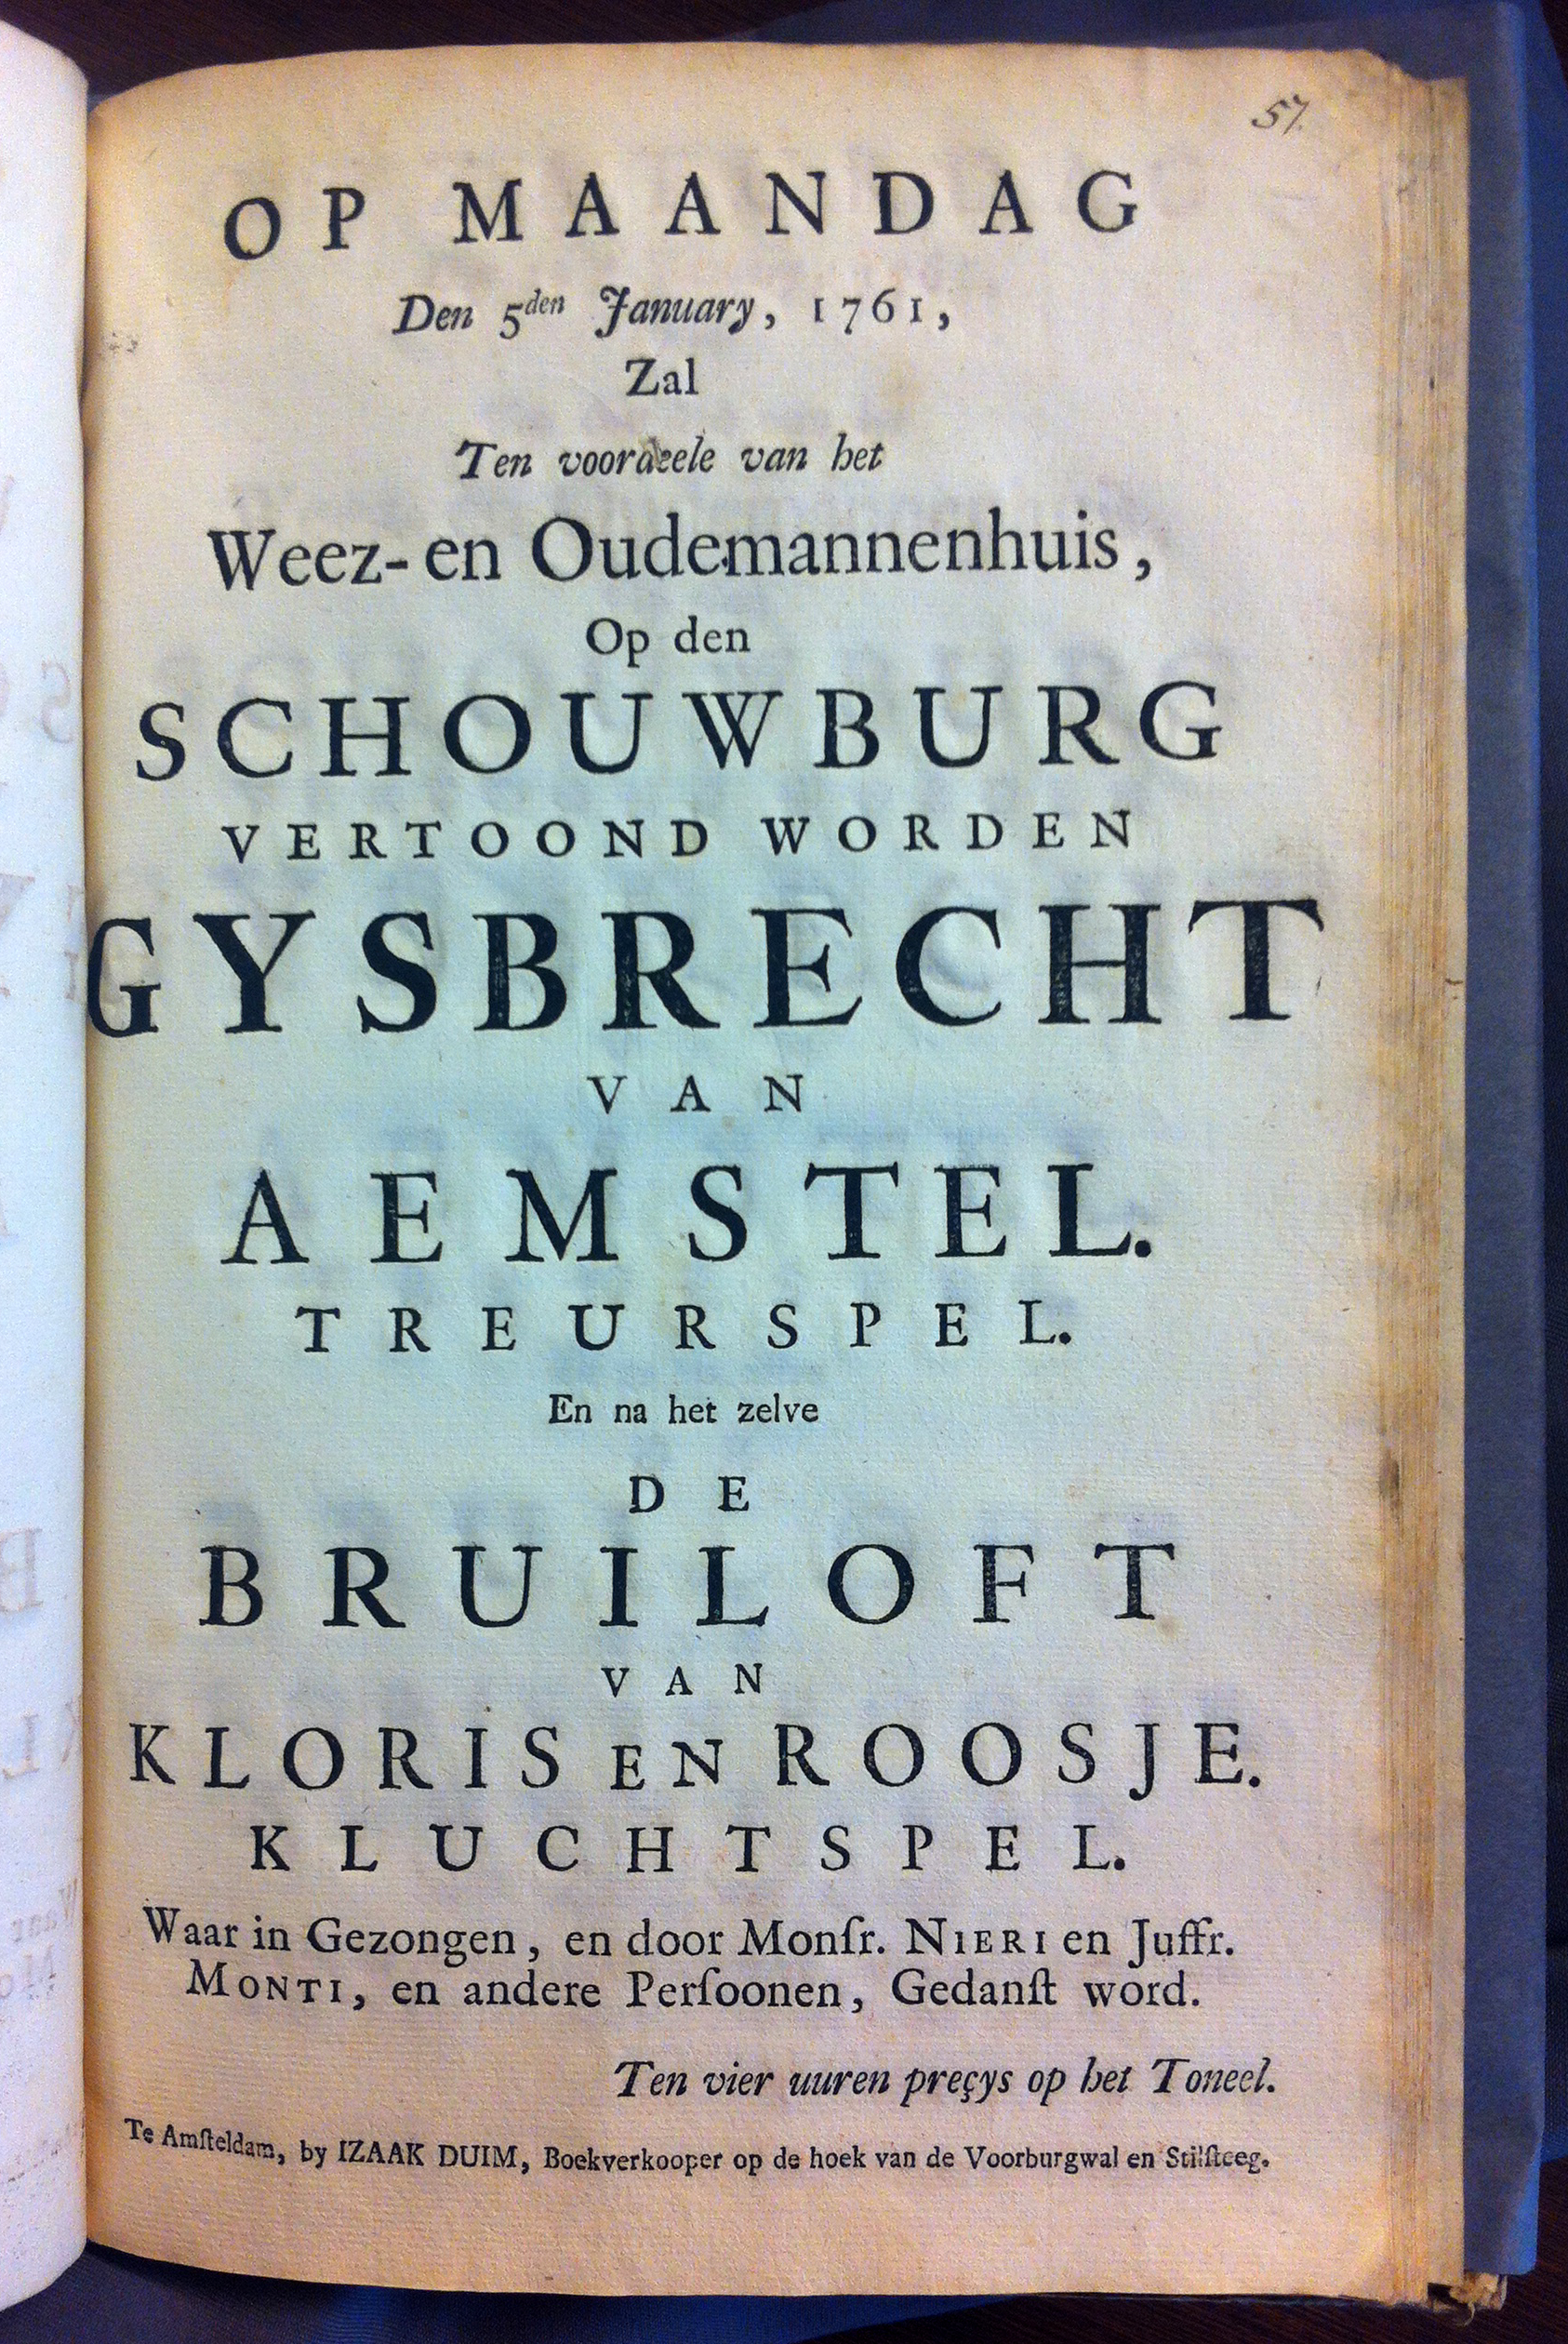 57.
OP MAANDAG
Den 5den January, 1761,
Zal
Ten voordeele van het
Weez- en Oudemannenhuis,
Op den
SCHOUWBURG
VERTOOND WORDEN
GYSBRECHT
VAN
AEMSTEL.
TREURSPEL.
En na het zelve
DE
BRUILOFT
VAN
KLORIS EN ROOSJE.
KLUCHTSPEL.
Waar in Gezongen, en door Monſr. NIERI en Juffr.
MONTI, en andere Perſoonen, Gedanſt word.
Ten vier uuren preçys op het Toneel.
Te Amſteldam, by IZAAK DUIM, Boekverkooper op de hoek van de Voorburgwal en Stilſteeg.